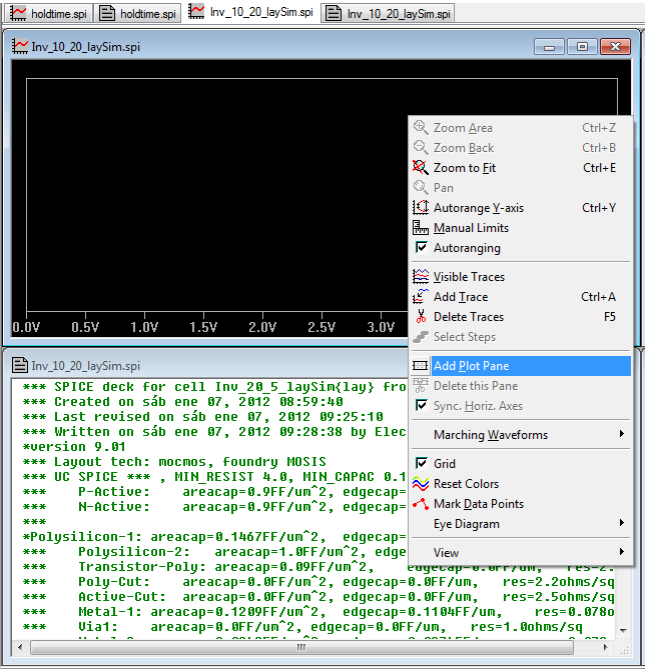 holdtime.spi holdtime.spi Inv_10_20_laySim.spi Inv_10_20_laySim.spi
Inv_10_20_laySim.spi
0.0V 0.5V 1.0V 1.5V 2.0V 2.5V 3.0V
Zoom Area Ctrl+Z
Zoom Back Ctrl+B
Zoom to Fit Ctrl+E
Pan
Autorange Y-axis Ctrl+Y
Manual Limits
Autoranging
Visible Traces
Add Trace Ctrl+A
Delete Traces F5
Select Steps
Add Plot Pane
Delete this Pane
Sync. Horiz. Axes
Marching Waveforms
Grid
Reset Colors
Mark Data Points
Eye Diagram
View
Inv_10_20_laySim.spi
*** SPICE deck for cell Inv_20_5_laySim{lay} fro
*** Created on sáb ene 07, 2012 08:59:40
*** Last revised on sáb ene 07, 2012 09:25:10
*** Written on sáb ene 07, 2012 09:28:38 by Elec
*version 9.01
*** Layout tech: mocmos, foundry MOSIS
*** UC SPICE *** , MIN_RESIST 4.0, MIN_CAPAC 0.1
*** P-Active: areacap=0.9FF/um^2, edgecap=
*** N-Active: areacap=0.9FF/um^2, edgecap=
***
*Polysilicon-1: areacap=0.1467FF/um^2, edgecap=
*** Polysilicon-2: areacap=1.0FF/um^2, edge
*** Transistor-Poly: areacap=0.09FF/um^2, edgecap=0.0FF/um, res=2.
*** Poly-Cut: areacap=0.0FF/um^2, edgecap=0.0FF/um, res=2.2ohms/sq
*** Active-Cut: areacap=0.0FF/um^2, edgecap=0.0FF/um, res=2.5ohms/sq
*** Metal-1: areacap=0.1209FF/um^2, edgecap=0.1104FF/um, res=0.078o
*** Via1: areacap=0.0FF/um^2, edgecap=0.0FF/um, res=1.0ohms/sq